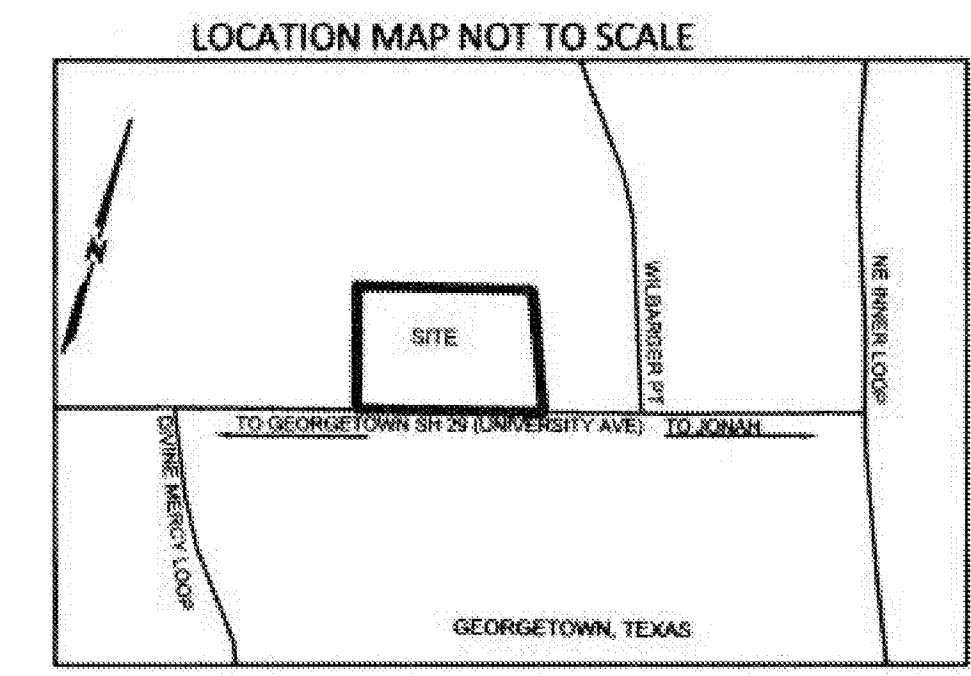 LOCATION MAP NOT TO SCALE
N
SITE
WILBARGER PT
NE INNER LOOP
TO GEORGETOWN SH 29 (UNIVERSITY AVE) TO JONAH
DIVINE MERCY LOOP
GEORGETOWN, TEXAS